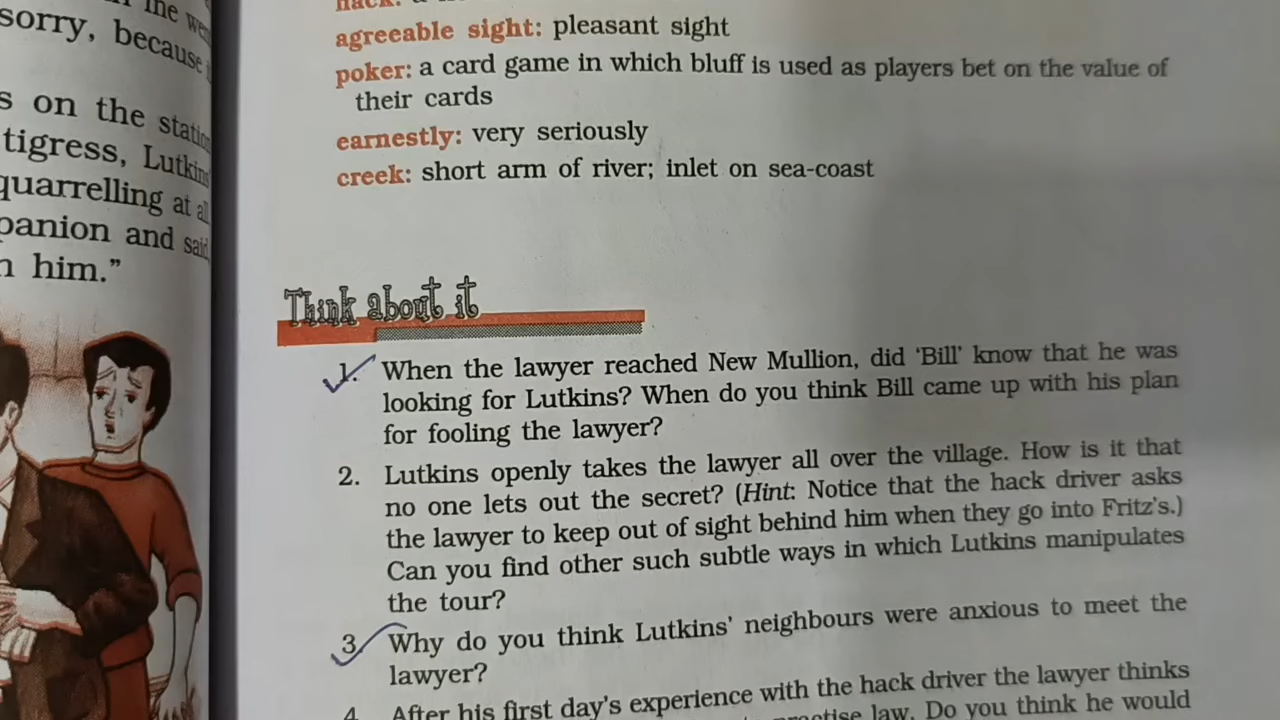 the
sorry, because
s on the station
tigress, Lutkins
quarrelling at all
panion and said
him."
hack: a
agreeable sight: pleasant sight
poker: a card game in which bluff is used as players bet on the value of
their cards
earnestly: very seriously
creek: short arm of river; inlet on sea-coast
Think about it
1. When the lawyer reached New Mullion, did 'Bill' know that he was
looking for Lutkins? When do you think Bill came up with his plan
for fooling the lawyer?
2. Lutkins openly takes the lawyer all over the village. How is it that
no one lets out the secret? (Hint: Notice that the hack driver asks
the lawyer to keep out of sight behind him when they go into Fritz's.)
Can you find other such subtle ways in which Lutkins manipulates
the tour?
3. Why do you think Lutkins' neighbours were anxious to meet the
lawyer?
4. After his first day's experience with the hack driver the lawyer thinks
practise law. Do you think he would